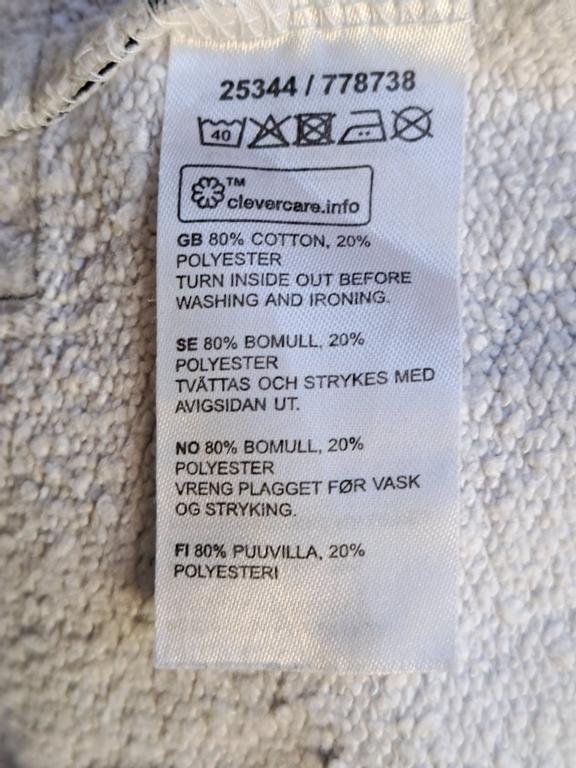 25344 / 778738
40
TM
clevercare.info
GB 80% COTTON, 20%
POLYESTER
TURN INSIDE OUT BEFORE
WASHING AND IRONING.
SE 80% BOMULL, 20%
POLYESTER
TVÄTTAS OCH STRYKES MED
AVIGSIDAN UT.
NO 80% BOMULL, 20%
POLYESTER
VRENG PLAGGET FØR VASK
OG STRYKING.
FI 80% PUUVILLA, 20%
POLYESTERI